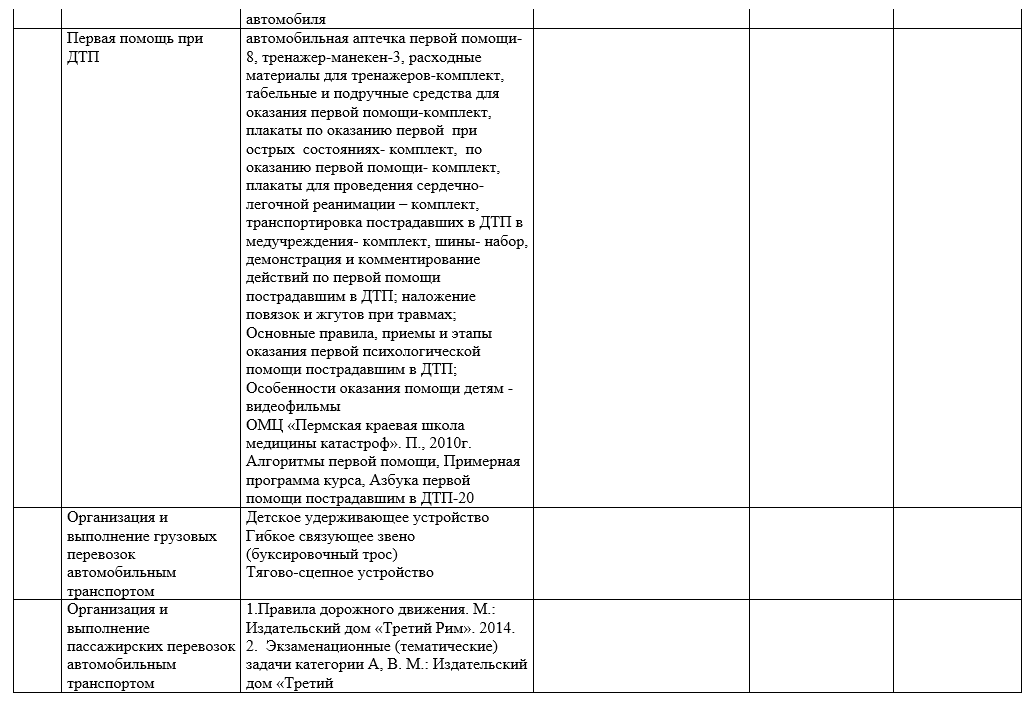 автомобиля
Первая помощь при
ДТП
автомобильная аптечка первой помощи-
8, тренажер-манекен-3, расходные
материалы для тренажеров-комплект,
табельные и подручные средства для
оказания первой помощи-комплект,
плакаты по оказанию первой  при
острых  состояниях- комплект,  по
оказанию первой помощи- комплект,
плакаты для проведения сердечно-
легочной реанимации – комплект,
транспортировка пострадавших в ДТП в
медучреждения- комплект, шины- набор,
демонстрация и комментирование
действий по первой помощи
пострадавшим в ДТП; наложение
повязок и жгутов при травмах;
Основные правила, приемы и этапы
оказания первой психологической
помощи пострадавшим в ДТП;
Особенности оказания помощи детям -
видеофильмы
ОМЦ «Пермская краевая школа
медицины катастроф». П., 2010г.
Алгоритмы первой помощи, Примерная
программа курса, Азбука первой
помощи пострадавшим в ДТП-20
Организация и
выполнение грузовых
перевозок
автомобильным
транспортом
Детское удерживающее устройство
Гибкое связующее звено
(буксировочный трос)
Тягово-сцепное устройство
Организация и
выполнение
пассажирских перевозок
автомобильным
транспортом
1.Правила дорожного движения. М.:
Издательский дом «Третий Рим». 2014.
2.  Экзаменационные (тематические)
задачи категории А, В. М.: Издательский
дом «Третий